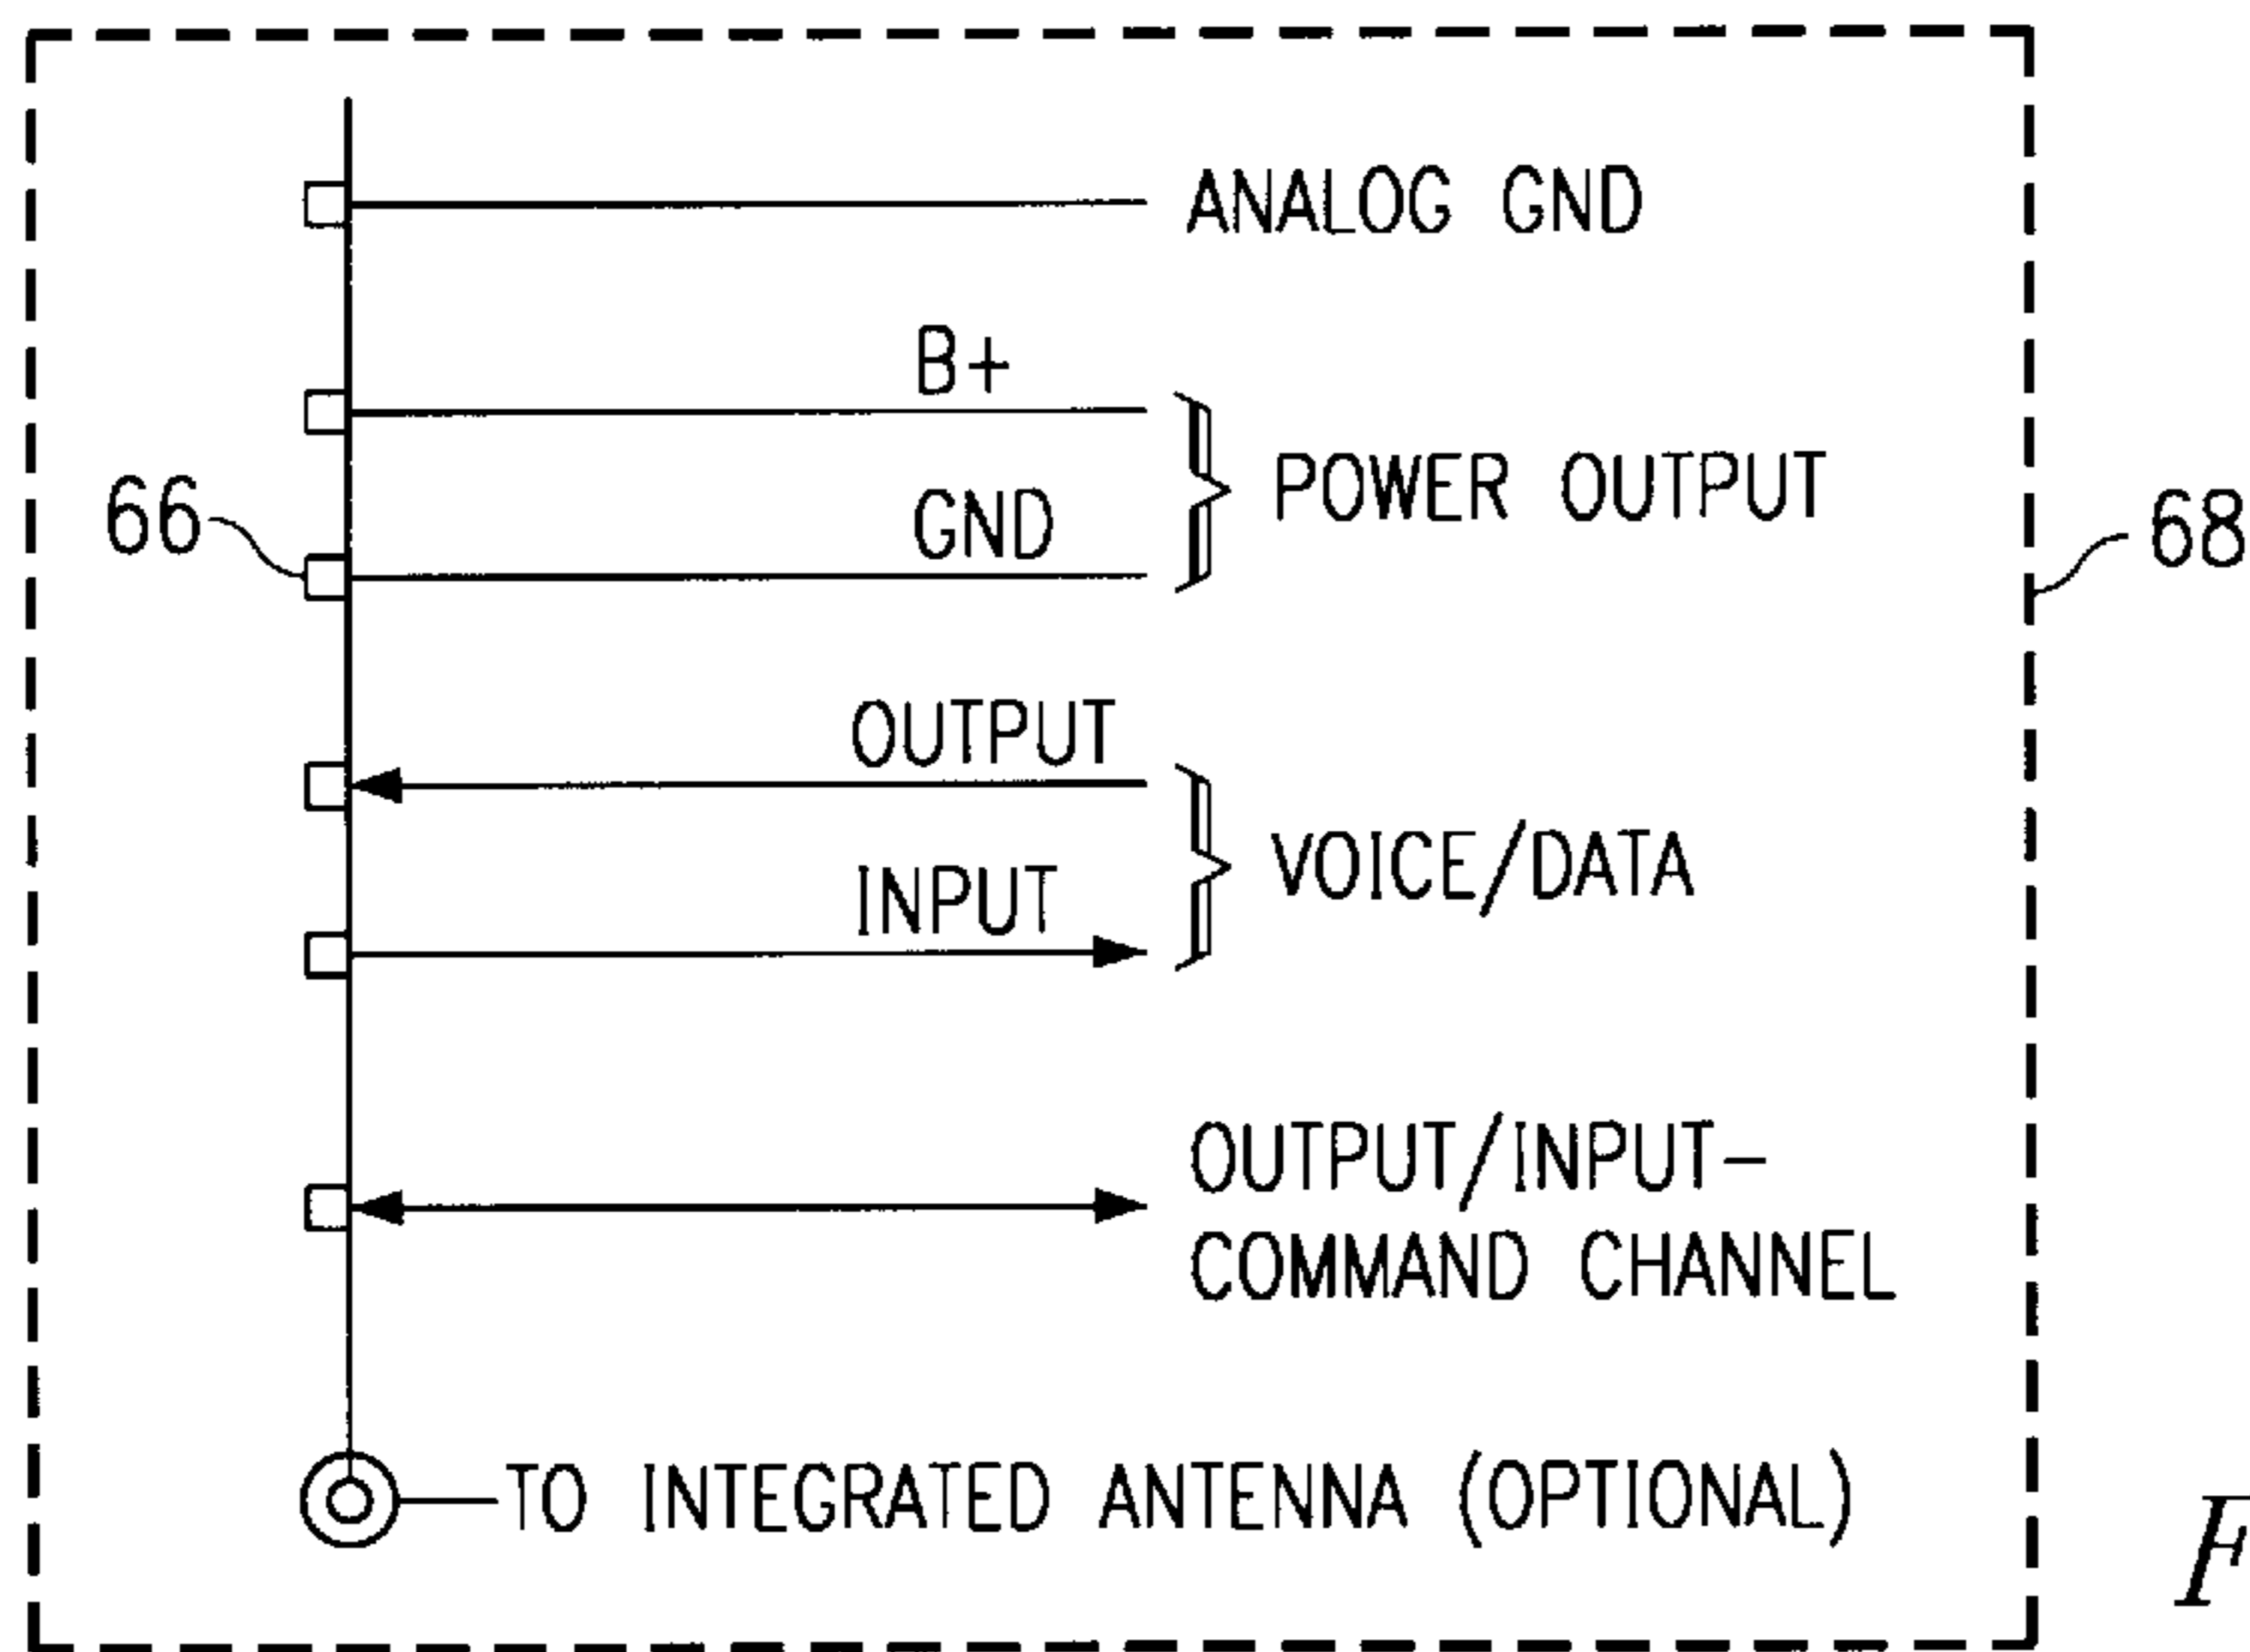 ANALOG GND
B+
POWER OUTPUT
GND
66
68
OUTPUT
VOICE/DATA
INPUT
OUTPUT/INPUT-
COMMAND CHANNEL
TO INTEGRATED ANTENNA (OPTIONAL)
F